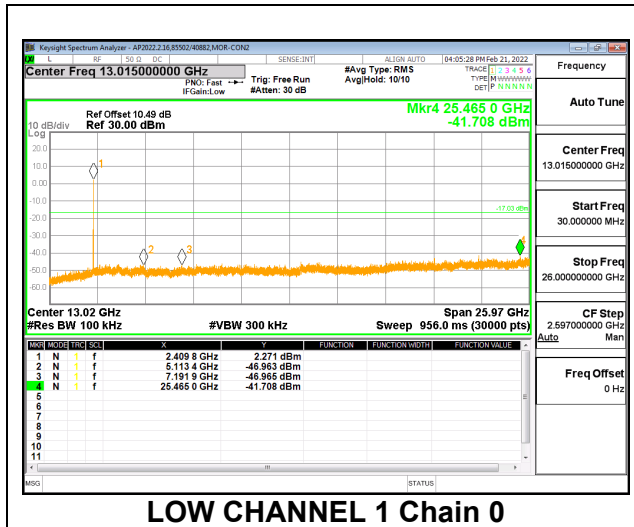 Keysight Spectrum Analyzer - AP2022.2.16,85502/40882,MOR-CON2
L RF 50 Ω DC SENSE:INT ALIGN AUTO 04:05:28 PM Feb 21, 2022
Center Freq 13.015000000 GHz #Avg Type: RMS TRACE 1 2 3 4 5 6
PNO: Fast Trig: Free Run Avg|Hold: 10/10 TYPE M WWWWW
IFGain:Low #Atten: 30 dB DET P N N N N N
Frequency
Auto Tune
Center Freq
13.015000000 GHz
Start Freq
30.000000 MHz
Stop Freq
26.000000000 GHz
CF Step
2.597000000 GHz
Auto Man
Freq Offset
0 Hz
Mkr4 25.465 0 GHz
-41.708 dBm
Ref Offset 10.49 dB
10 dB/div Ref 30.00 dBm
Log
20.0
10.0
0.00
-10.0
-20.0
-30.0
-40.0
-50.0
-60.0
1
2
3
4
-17.03 dBm
Center 13.02 GHz Span 25.97 GHz
#Res BW 100 kHz #VBW 300 kHz Sweep 956.0 ms (30000 pts)
MKR MODE TRC SCL X Y FUNCTION FUNCTION WIDTH FUNCTION VALUE
1 N 1 f 2.409 8 GHz 2.271 dBm
2 N 1 f 5.113 4 GHz -46.963 dBm
3 N 1 f 7.191 9 GHz -46.965 dBm
4 N 1 f 25.465 0 GHz -41.708 dBm
5
6
7
8
9
10
11
MSG STATUS
LOW CHANNEL 1 Chain 0